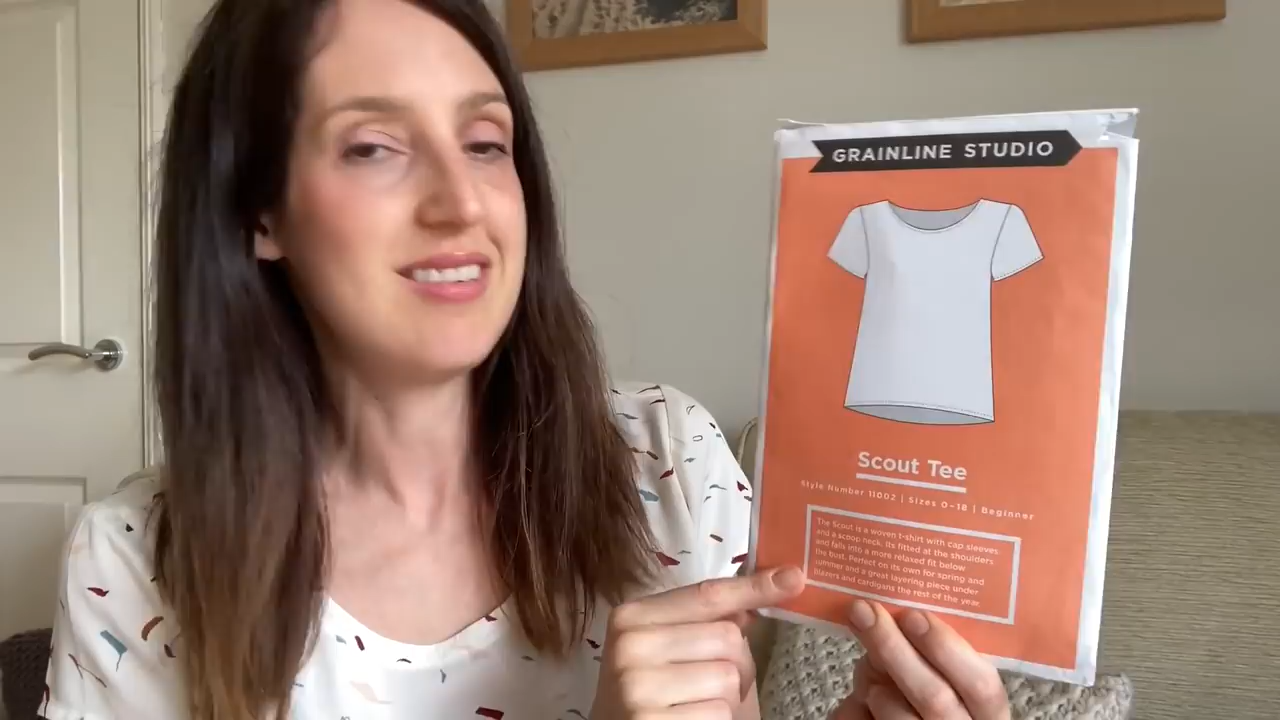 GRAINLINE STUDIO
Scout Tee
Style Number 11002 | Sizes 0-18 | Beginner
The Scout is a woven t-shirt with cap sleeves
and a scoop neck. Its fitted at the shoulders
and falls into a more relaxed fit below
the bust. Perfect on its own for spring and
summer and a great layering piece under
blazers and cardigans the rest of the year.